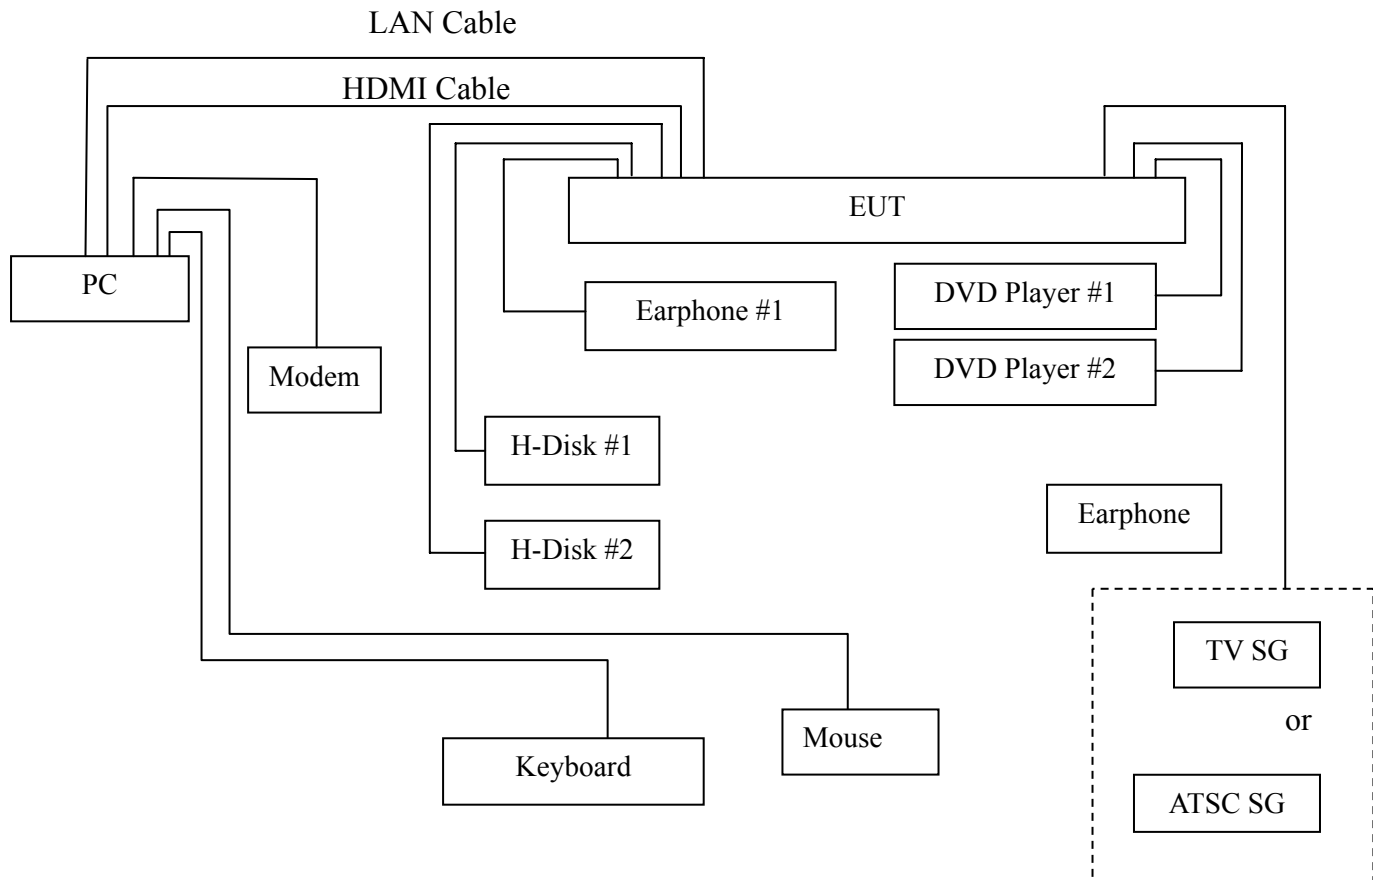 LAN Cable
HDMI Cable
EUT
PC
DVD Player #1
Earphone #1
DVD Player #2
Modem
H-Disk #1
Earphone
H-Disk #2
TV SG
or
Mouse
Keyboard
ATSC SG